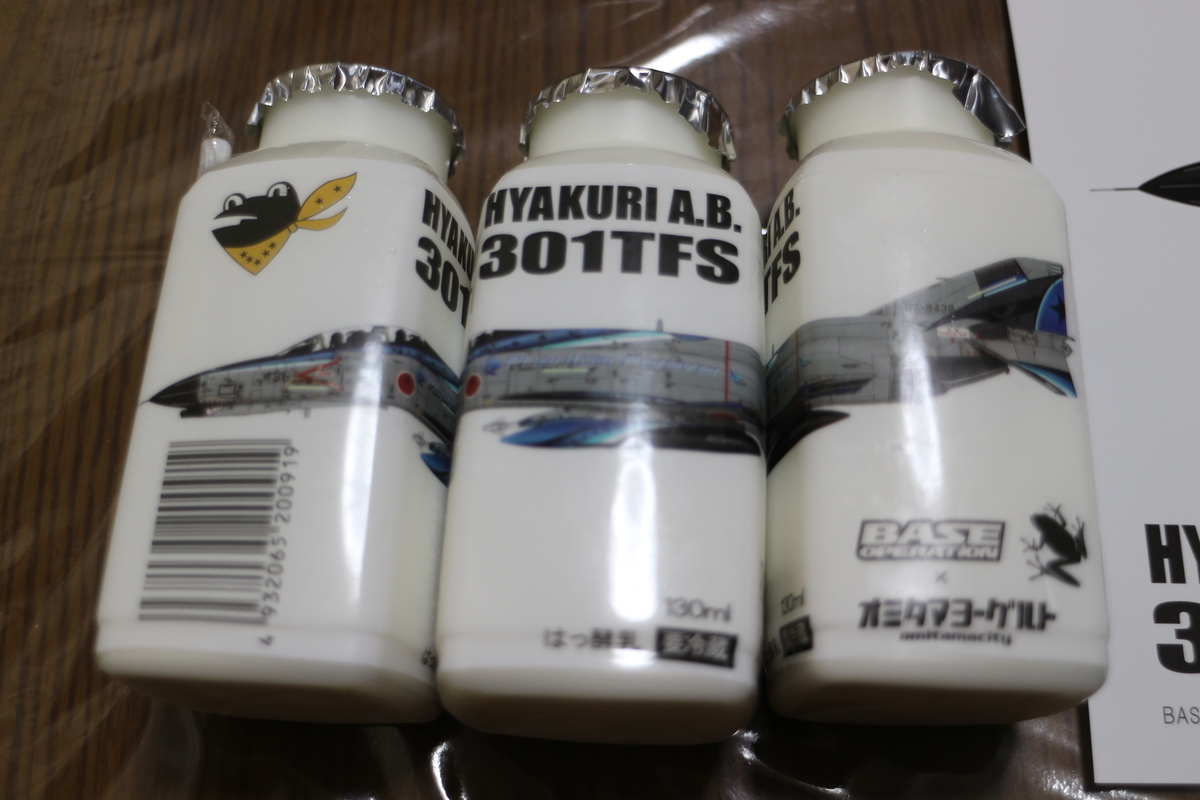 HYAKU
301
4 932065 200919
HYAKURI A.B.
301TFS
130ml
はっ酵乳 要冷蔵
I A.B.
TFS
130ml
BASE
OPERATION
×
オミタマヨーグルト
omitamacity
HY
3
BAS